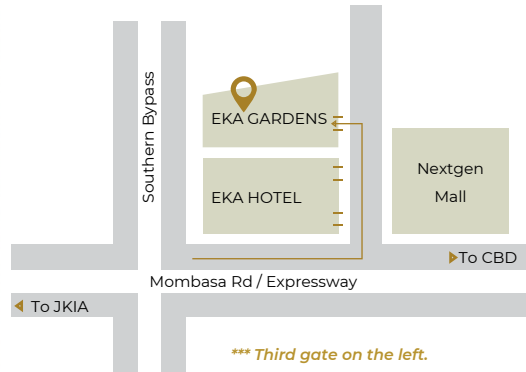 Southern Bypass
EKA GARDENS
EKA HOTEL
Nextgen
Mall
To CBD
Mombasa Rd / Expressway
To JKIA
*** Third gate on the left.